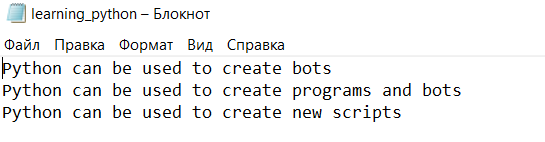 learning_python – Блокнот
Файл Правка Формат Вид Справка
Python can be used to create bots
Python can be used to create programs and bots
Python can be used to create new scripts